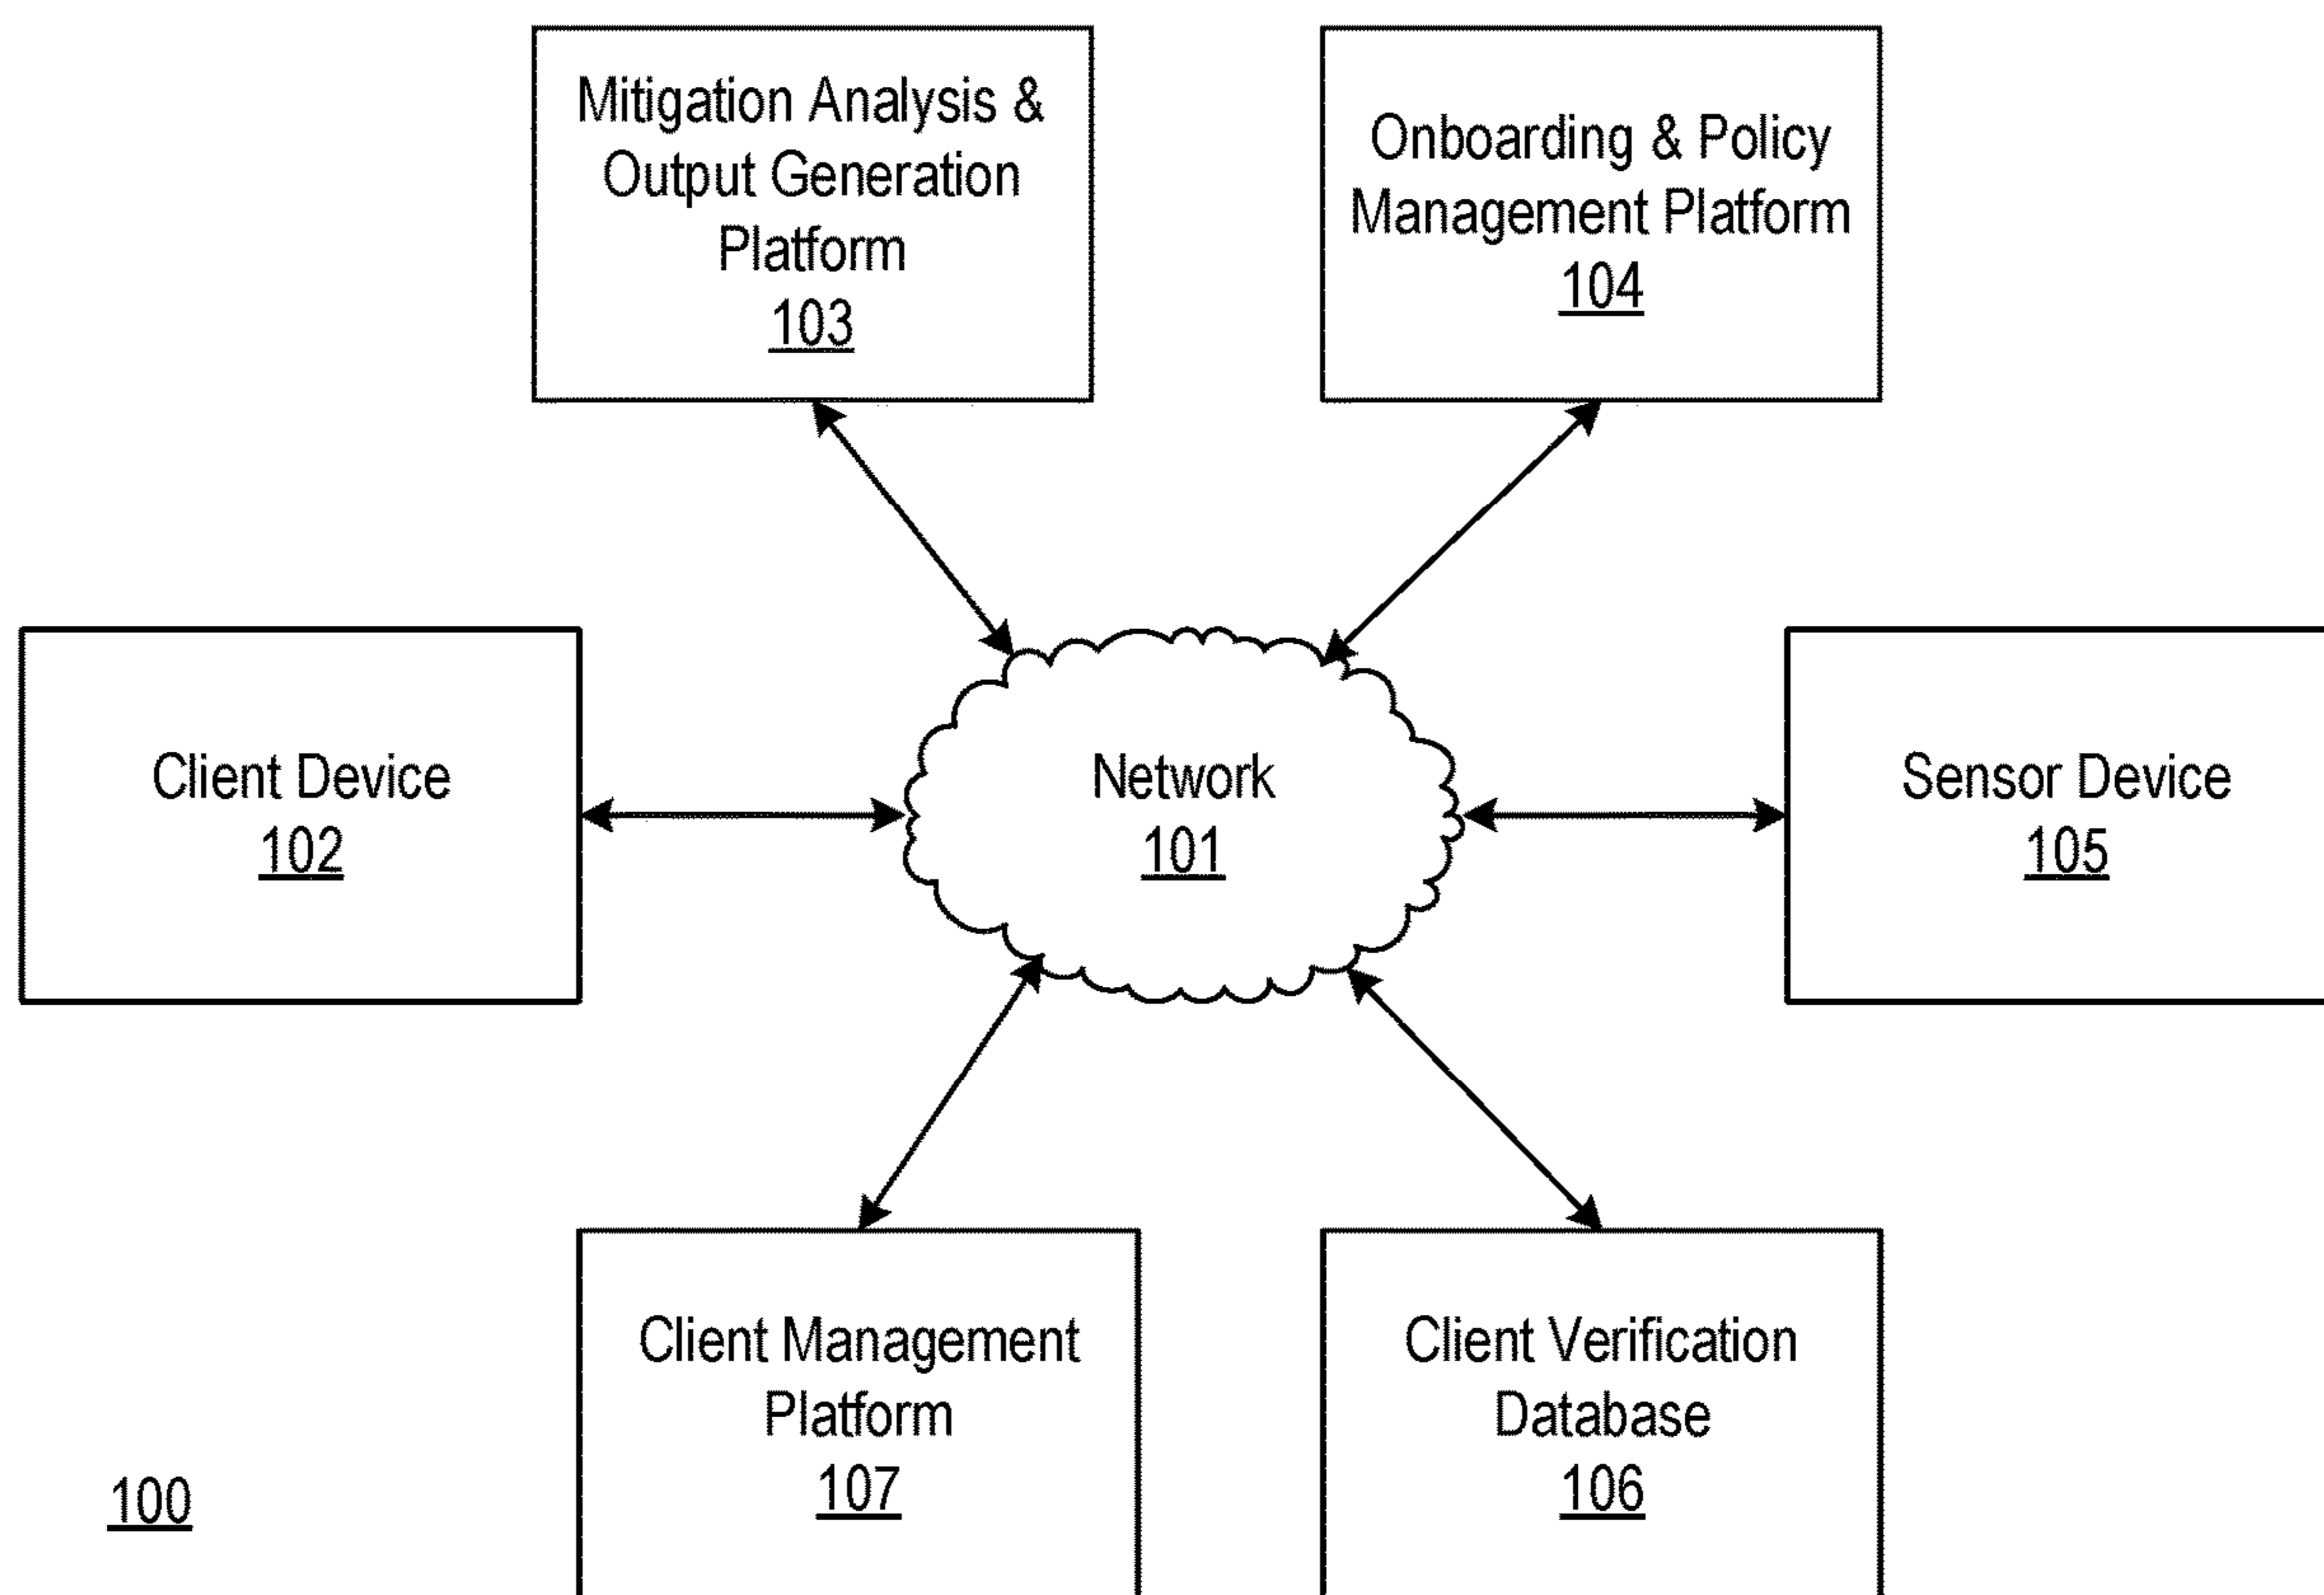 Mitigation Analysis &
Output Generation
Platform
103
Onboarding & Policy
Management Platform
104
Client Device
102
Network
101
Sensor Device
105
Client Management
Platform
107
Client Verification
Database
106
100